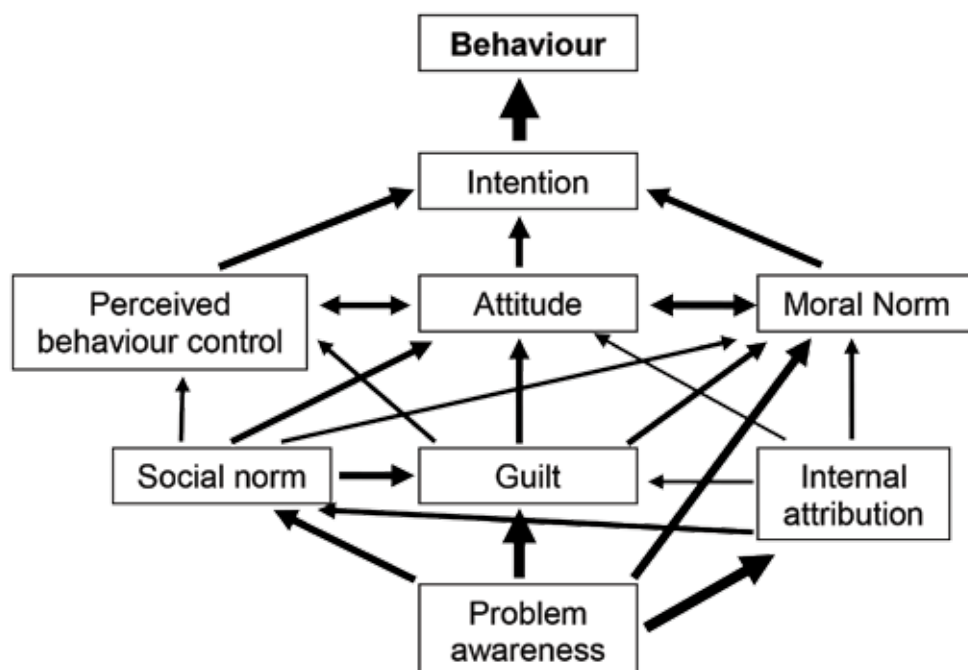 Behaviour
Intention
Perceived
behaviour control
Attitude
Moral Norm
Social norm
Guilt
Internal
attribution
Problem
awareness